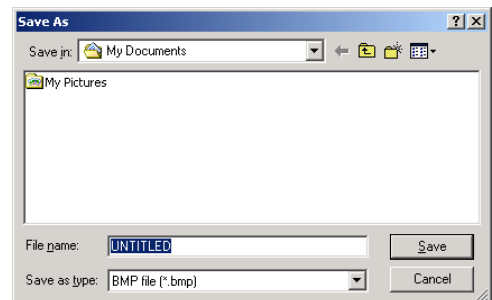 Save As
Save in: My Documents
My Pictures
File name: UNTITLED Save
Save as type: BMP file (*.bmp) Cancel